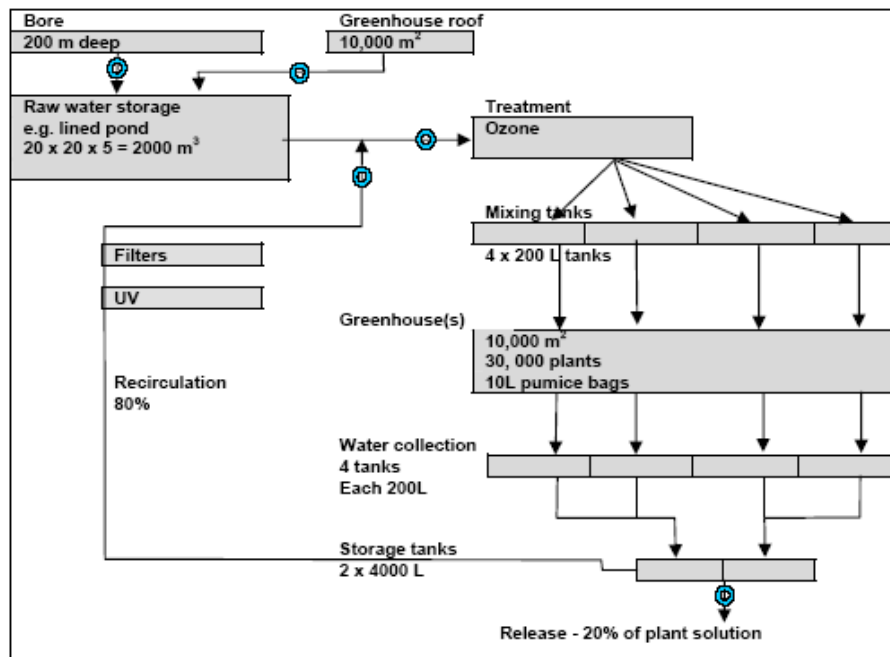 Bore
200 m deep
Greenhouse roof
10,000 m²
Raw water storage
e.g. lined pond
20 x 20 x 5 = 2000 m³
Treatment
Ozone
Mixing tanks
4 x 200 L tanks
Filters
UV
Greenhouse(s)
10,000 m²
30, 000 plants
10L pumice bags
Recirculation
80%
Water collection
4 tanks
Each 200L
Storage tanks
2 x 4000 L
Release - 20% of plant solution